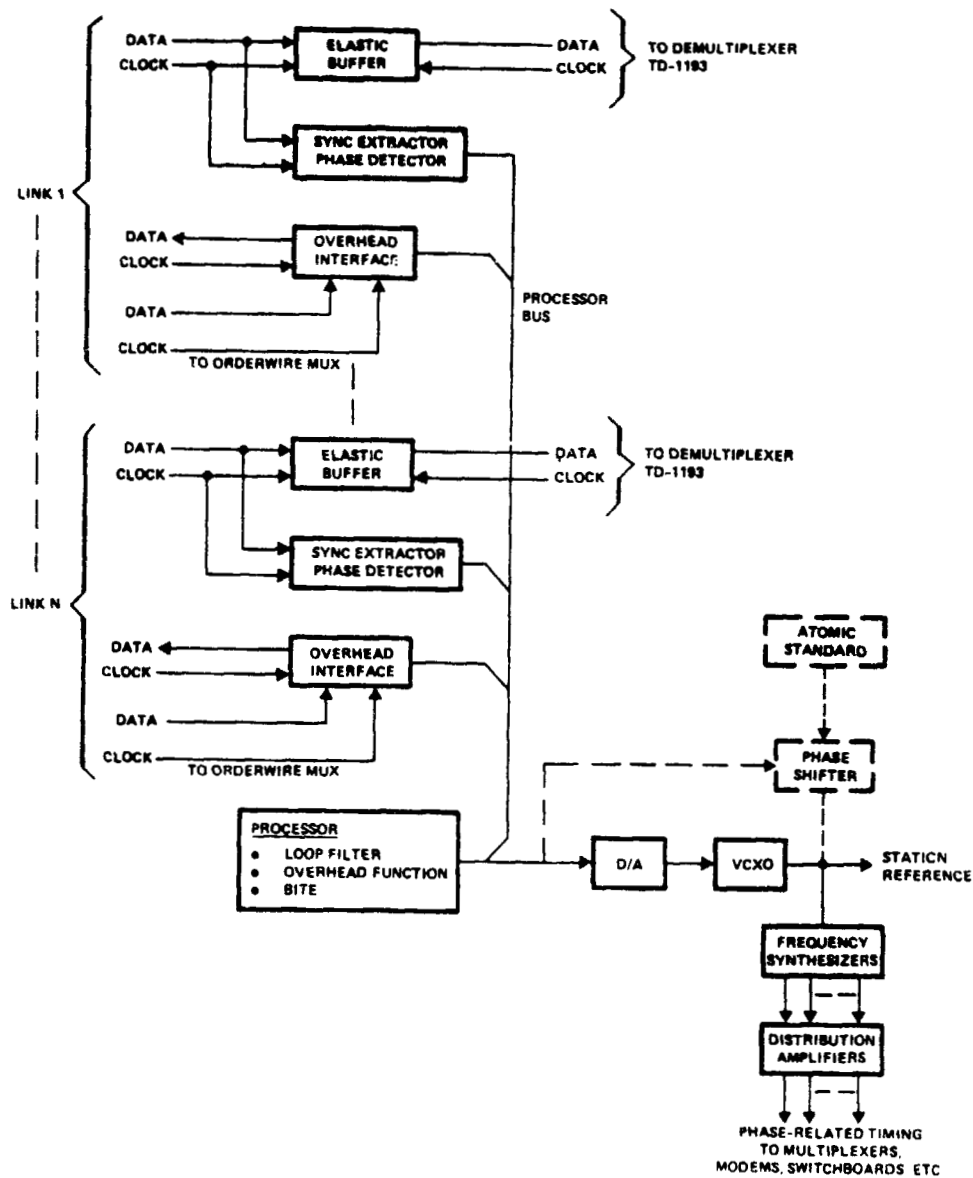 DATA
CLOCK
ELASTIC
BUFFER
DATA
CLOCK
TO DEMULTIPLEXER
TD-1193
SYNC EXTRACTOR
PHASE DETECTOR
LINK 1
DATA
CLOCK
OVERHEAD
INTERFACE
DATA
CLOCK
TO ORDERWIRE MUX
PROCESSOR
BUS
DATA
CLOCK
ELASTIC
BUFFER
DATA
CLOCK
TO DEMULTIPLEXER
TD-1193
SYNC EXTRACTOR
PHASE DETECTOR
LINK N
DATA
CLOCK
OVERHEAD
INTERFACE
DATA
CLOCK
TO ORDERWIRE MUX
ATOMIC
STANDARD
PHASE
SHIFTER
PROCESSOR
• LOOP FILTER
• OVERHEAD FUNCTION
• BITE
D/A
VCXO
STATION
REFERENCE
FREQUENCY
SYNTHESIZERS
DISTRIBUTION
AMPLIFIERS
PHASE-RELATED TIMING
TO MULTIPLEXERS,
MODEMS, SWITCHBOARDS ETC